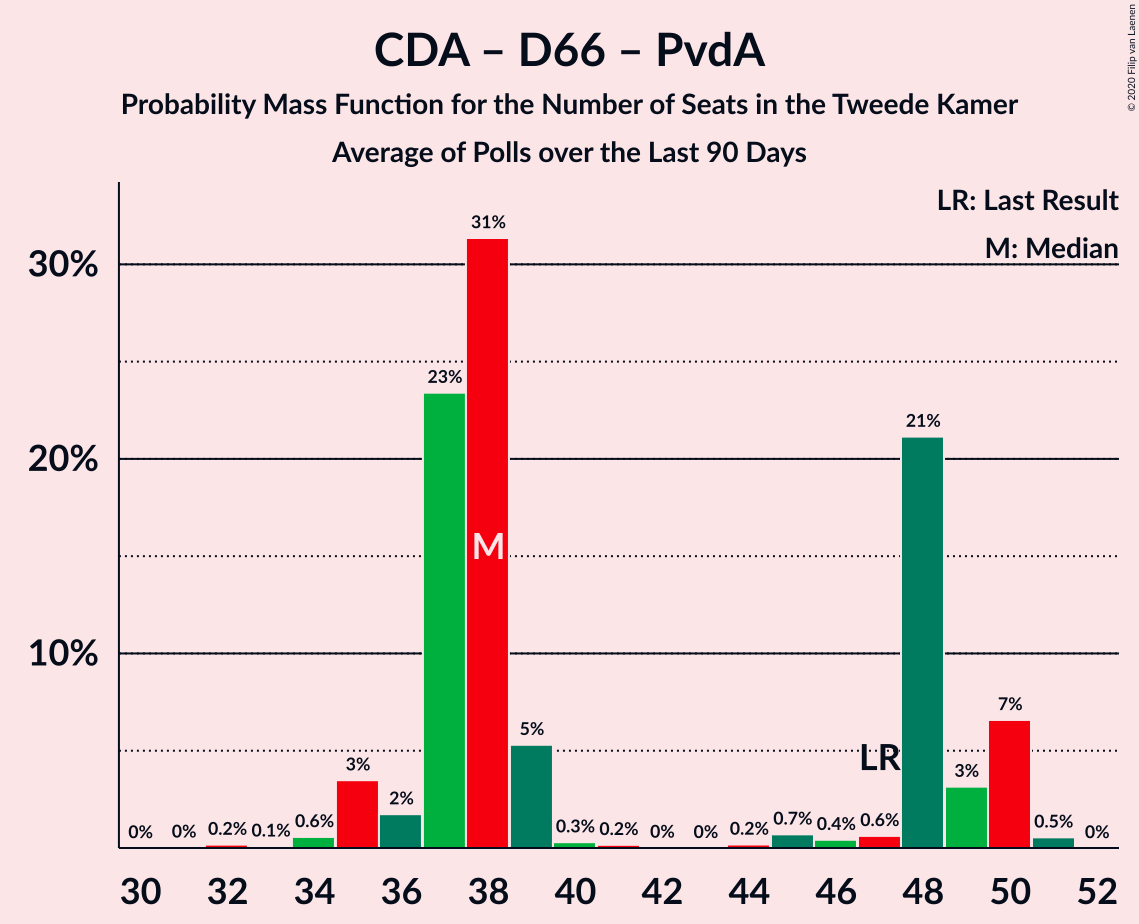 CDA – D66 – PvdA
Probability Mass Function for the Number of Seats in the Tweede Kamer
Average of Polls over the Last 90 Days
© 2020 Filip van Laenen
LR: Last Result
M: Median
30%
20%
10%
0%
0%
0.2%
0.1%
0.6%
3%
2%
23%
31%
M
5%
0.3%
0.2%
0%
0%
0.2%
0.7%
0.4%
0.6%
LR
21%
3%
7%
0.5%
0%
30 32 34 36 38 40 42 44 46 48 50 52